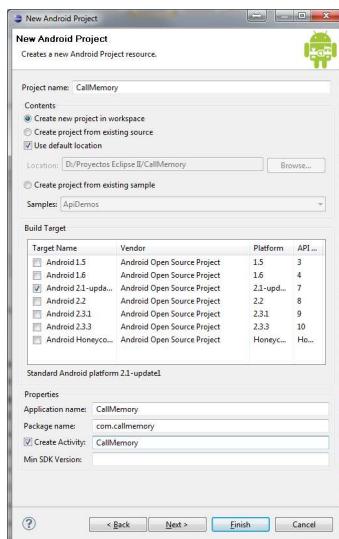 New Android Project
New Android Project
Creates a new Android Project resource.
Project name: CallMemory
Contents
Create new project in workspace
Create project from existing source
Use default location
Location: D:/Proyectos Eclipse II/CallMemory Browse...
Create project from existing sample
Samples: ApiDemos
Build Target
Target Name Vendor Platform API ...
Android 1.5 Android Open Source Project 1.5 3
Android 1.6 Android Open Source Project 1.6 4
Android 2.1-upda... Android Open Source Project 2.1-upd... 7
Android 2.2 Android Open Source Project 2.2 8
Android 2.3.1 Android Open Source Project 2.3.1 9
Android 2.3.3 Android Open Source Project 2.3.3 10
Android Honeyco... Android Open Source Project Honeyc... Ho...
Standard Android platform 2.1-update1
Properties
Application name: CallMemory
Package name: com.callmemory
Create Activity: CallMemory
Min SDK Version:
? < Back Next > Finish Cancel